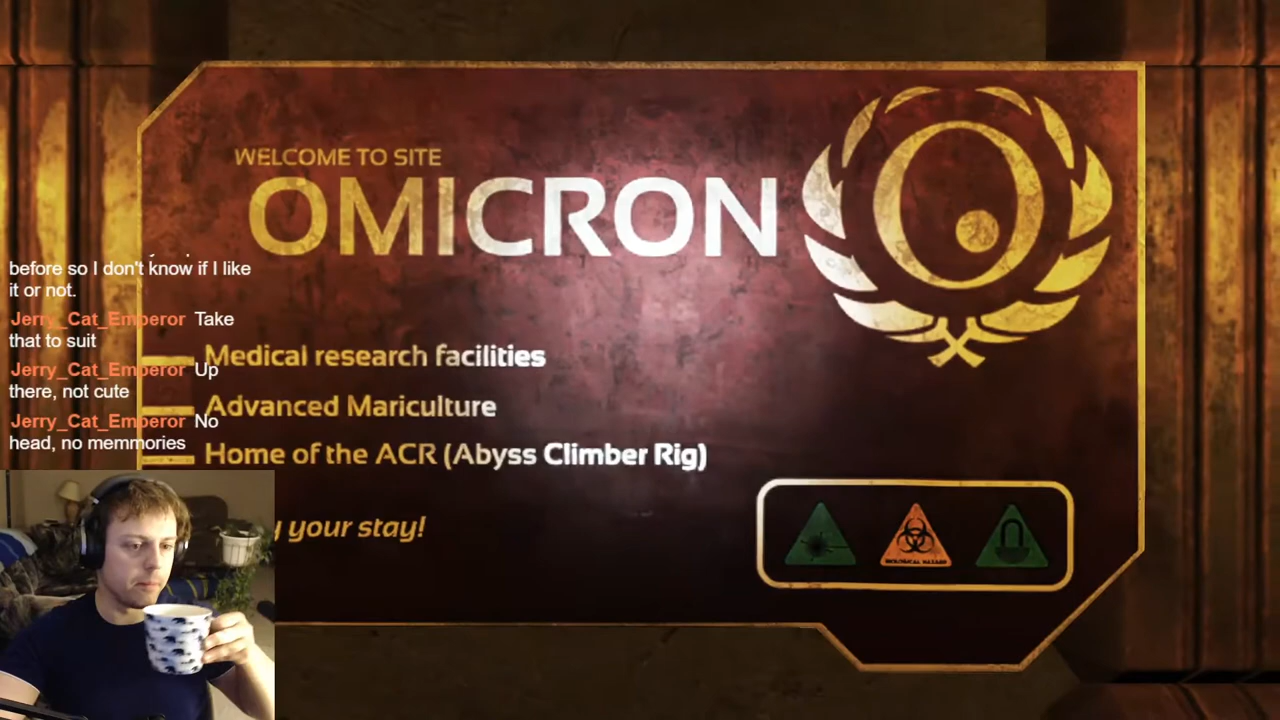 WELCOME TO SITE
OMICRON
before so I don't know if I like
it or not.
Jerry_Cat_Emperor Take
that to suit
Medical research facilities
Jerry_Cat_Emperor Up
there, not cute
Advanced Mariculture
Jerry_Cat_Emperor No
head, no memmories
Home of the ACR (Abyss Climber Rig)
your stay!
BIOLOGICAL HAZARD